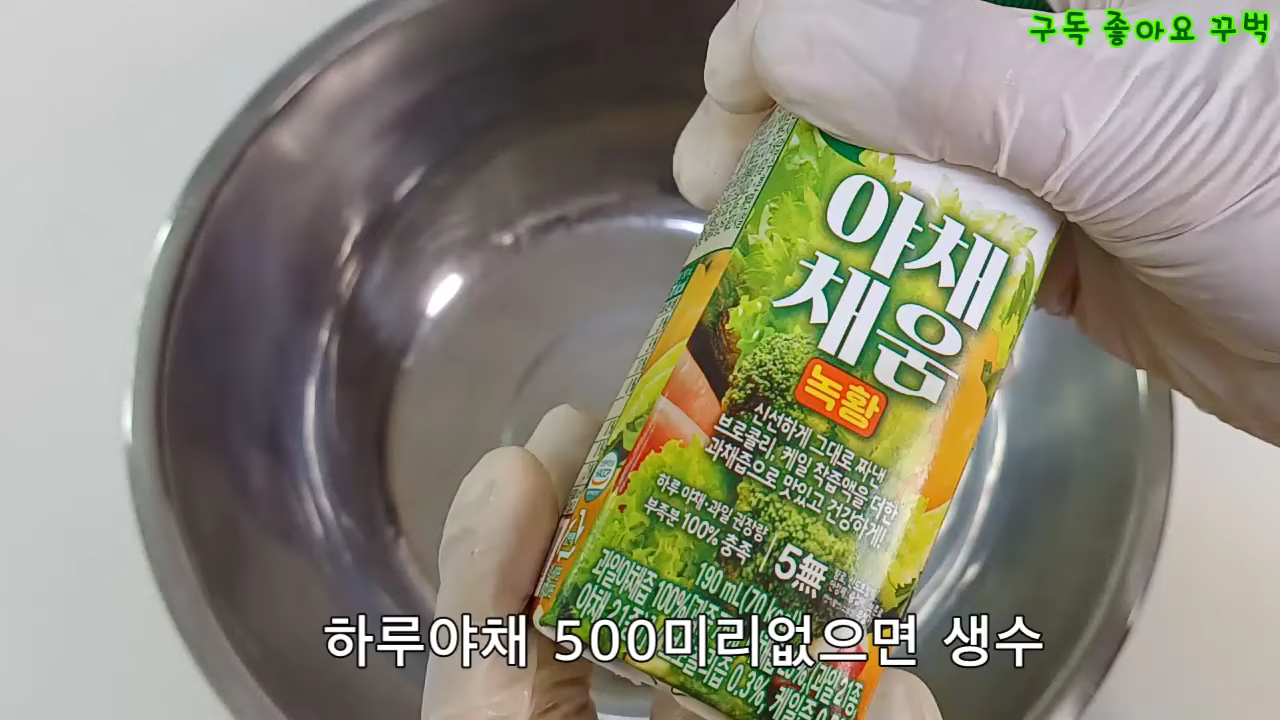 구독 좋아요 꾸벅
야채
채움
녹황
시선하게 그대로 짜낸
브로콜리, 케일 착즙액을 더한
과채즙으로 맛있고 건강하게!
하루 야채·과일 권장량
부족분 100% 충족
5無
190 mL
과일야채즙 100%
하루야채 500미리없으면 생수